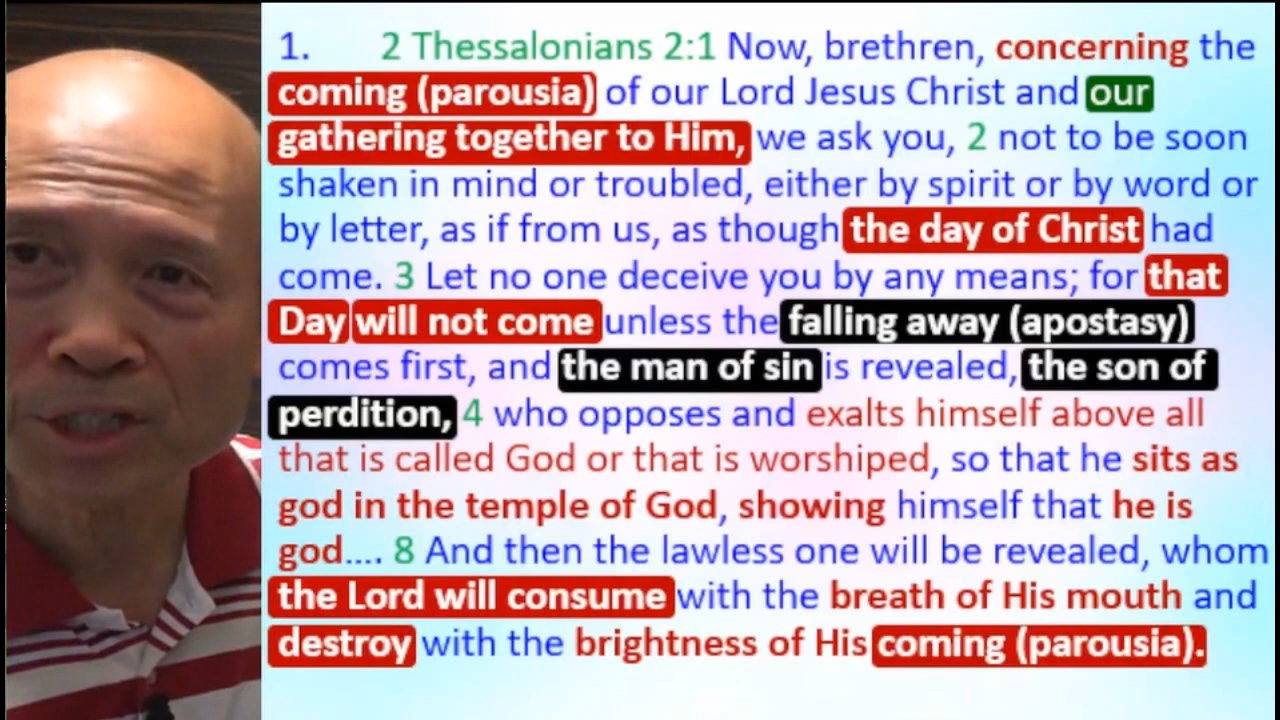 1. 2 Thessalonians 2:1 Now, brethren, concerning the
coming (parousia) of our Lord Jesus Christ and our
gathering together to Him, we ask you, 2 not to be soon
shaken in mind or troubled, either by spirit or by word or
by letter, as if from us, as though the day of Christ had
come. 3 Let no one deceive you by any means; for that
Day will not come unless the falling away (apostasy)
comes first, and the man of sin is revealed, the son of
perdition, 4 who opposes and exalts himself above all
that is called God or that is worshiped, so that he sits as
god in the temple of God, showing himself that he is
god.... 8 And then the lawless one will be revealed, whom
the Lord will consume with the breath of His mouth and
destroy with the brightness of His coming (parousia).